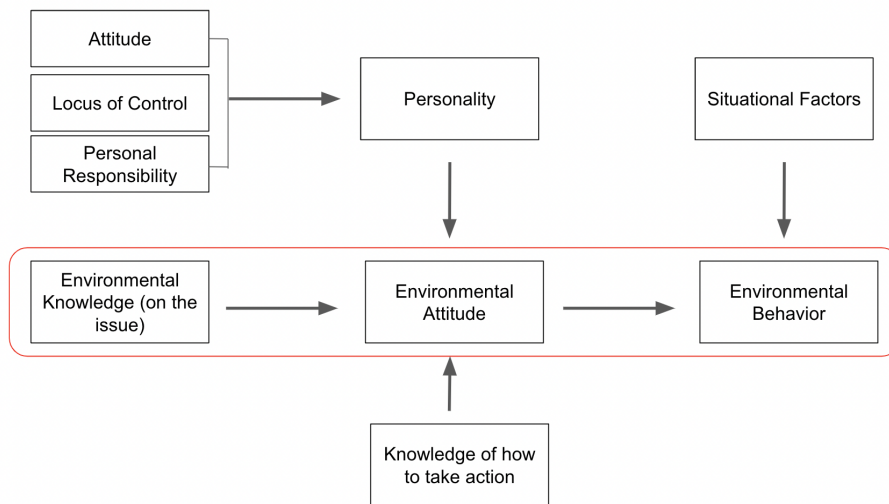 Attitude
Locus of Control
Personal
Responsibility
Personality
Situational Factors
Environmental
Knowledge (on the
issue)
Environmental
Attitude
Environmental
Behavior
Knowledge of how
to take action